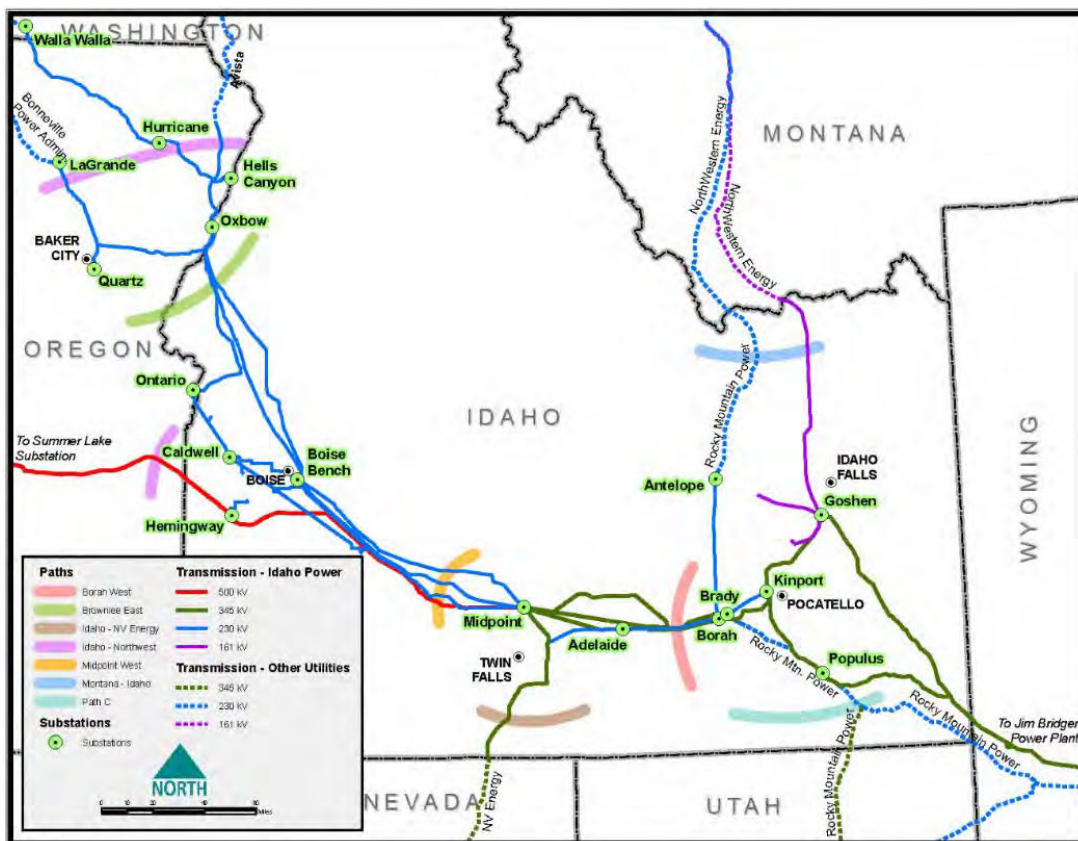 WASHINGTON
Walla Walla
Avista
Bonneville
Power Admin
Hurricane
LaGrande
Hells
Canyon
Oxbow
BAKER
CITY
Quartz
MONTANA
NorthWestern Energy
NorthWestern Energy
OREGON
Ontario
IDAHO
Rocky Mountain Power
WYOMING
To Summer Lake
Substation
Caldwell
Boise
Bench
BOISE
Hemingway
Antelope
IDAHO
FALLS
Goshen
Kinport
Brady
POCATELLO
Midpoint
Adelaide
Borah
TWIN
FALLS
Rocky Mtn. Power
Populus
Rocky Mountain Power
To Jim Bridger
Power Plant
Rocky Mountain Power
NV Energy
NEVADA
UTAH
Paths
Borah West
Brownlee East
Idaho - NV Energy
Idaho - Northwest
Midpoint West
Montana - Idaho
Path C
Substations
Substations
Transmission - Idaho Power
500 kV
345 kV
230 kV
161 kV
Transmission - Other Utilities
345 kV
230 kV
161 kV
NORTH
Miles